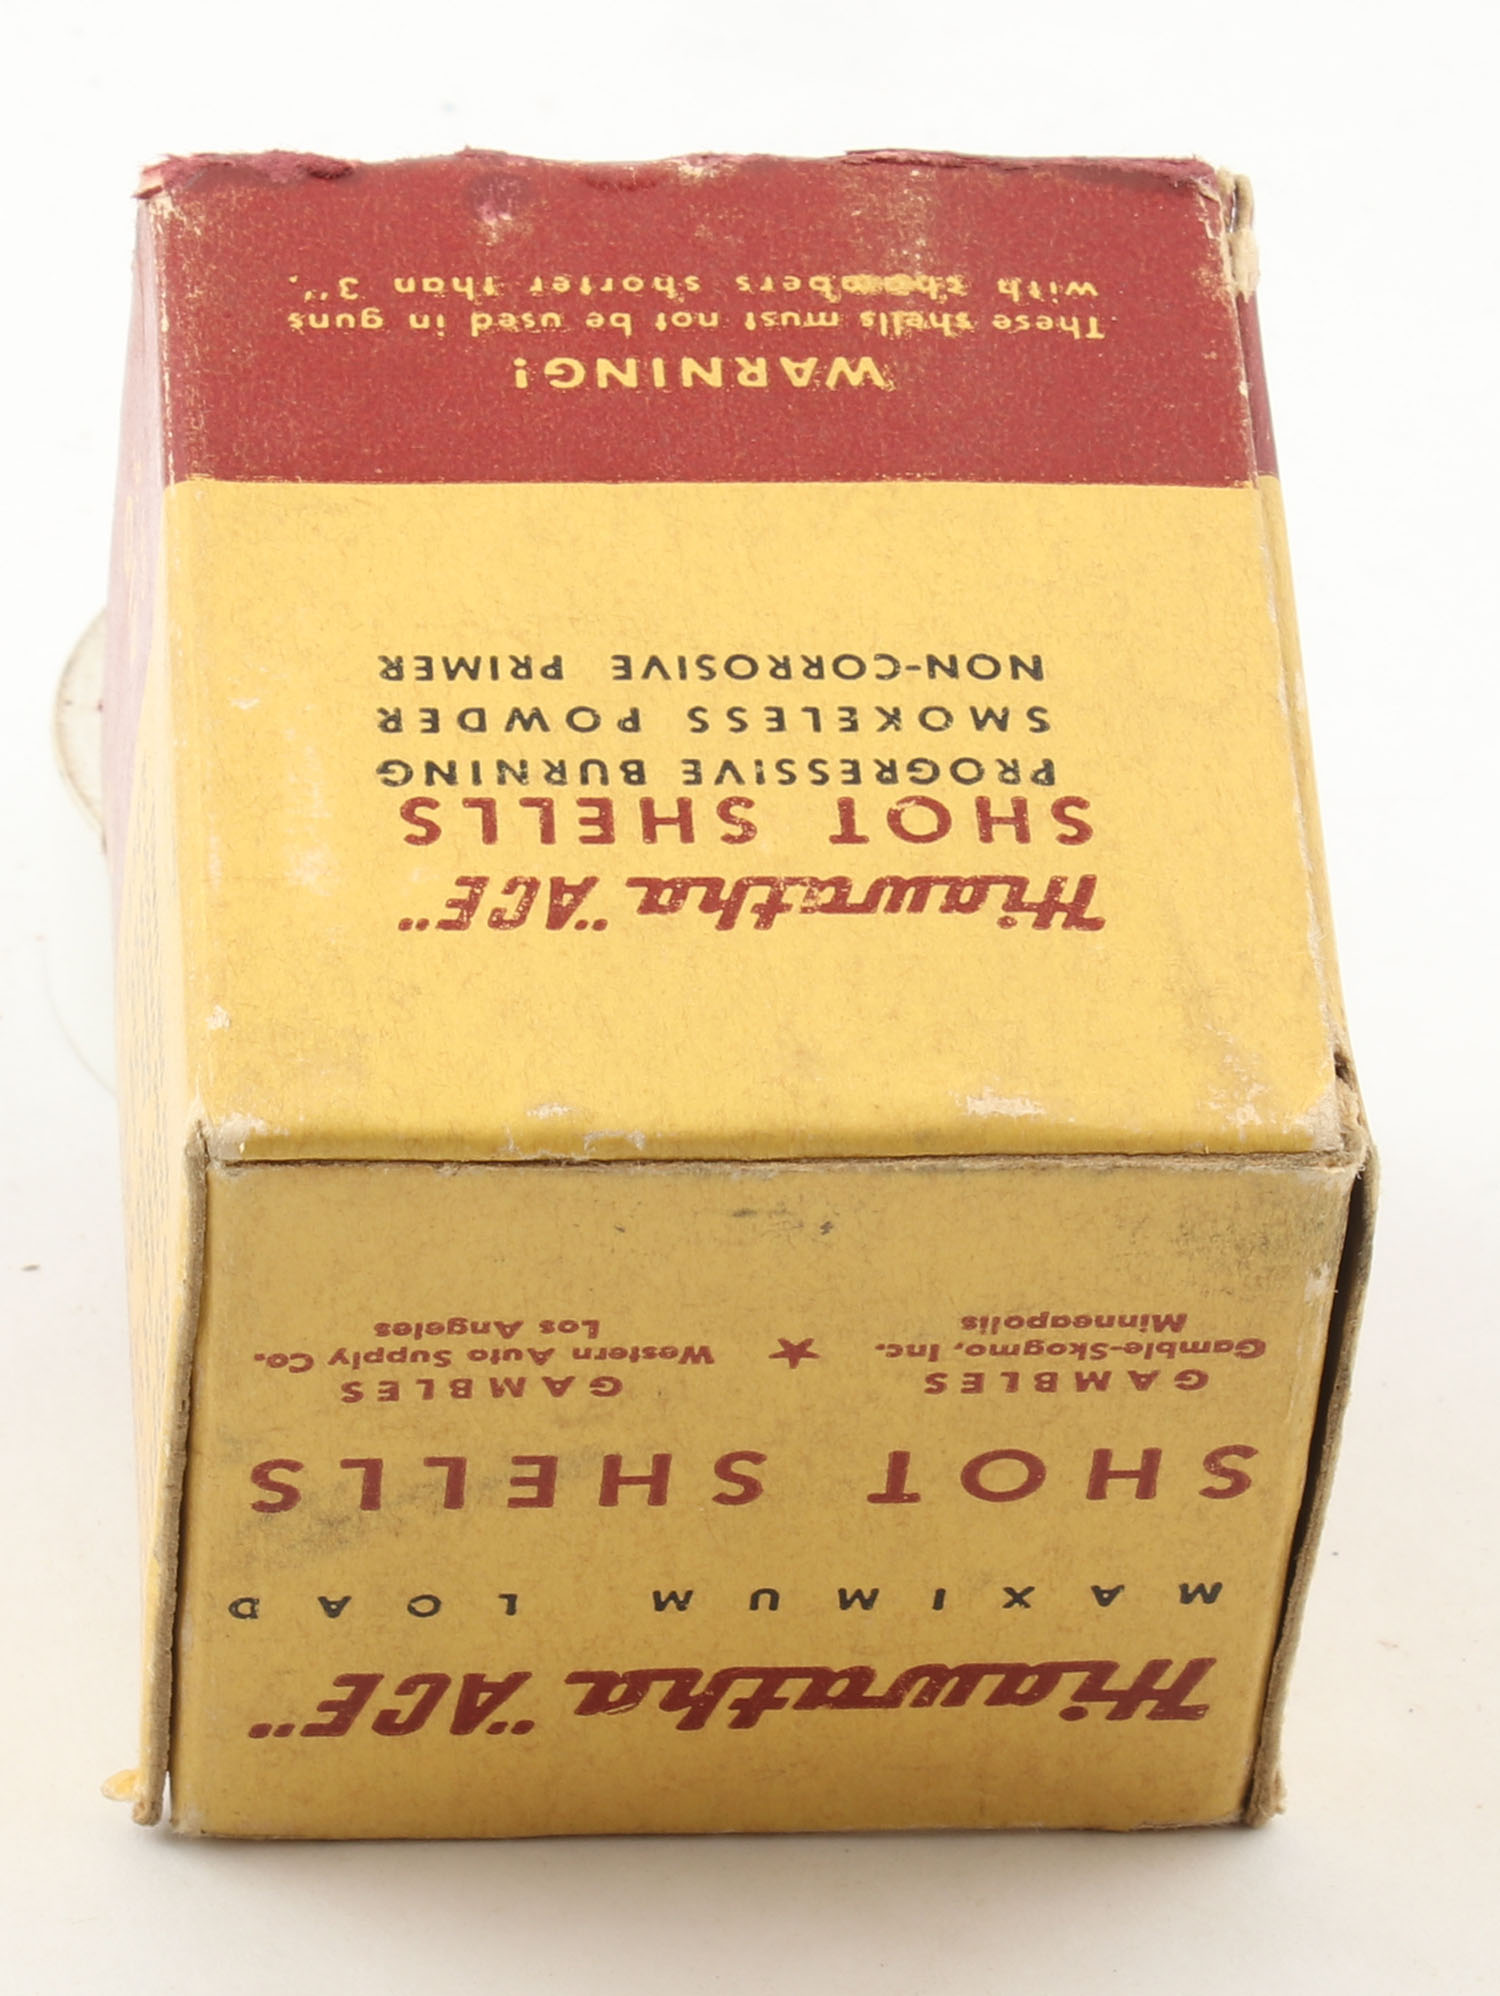 Hiawatha "ACE"
MAXIMUM LOAD
SHOT SHELLS
GAMBLES
Gamble-Skogmo, Inc.
Minneapolis
★
GAMBLES
Western Auto Supply Co.
Los Angeles
Hiawatha "ACE"
SHOT SHELLS
PROGRESSIVE BURNING
SMOKELESS POWDER
NON-CORROSIVE PRIMER
WARNING!
These shells must not be used in guns
with chambers shorter than 3".